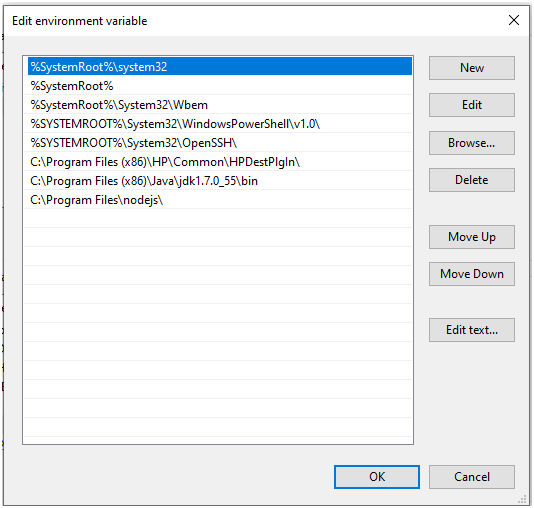 Edit environment variable
%SystemRoot%\system32
%SystemRoot%
%SystemRoot%\System32\Wbem
%SYSTEMROOT%\System32\WindowsPowerShell\v1.0\
%SYSTEMROOT%\System32\OpenSSH\
C:\Program Files (x86)\HP\Common\HPDestPlgIn\
C:\Program Files (x86)\Java\jdk1.7.0_55\bin
C:\Program Files\nodejs\
New
Edit
Browse...
Delete
Move Up
Move Down
Edit text...
OK
Cancel